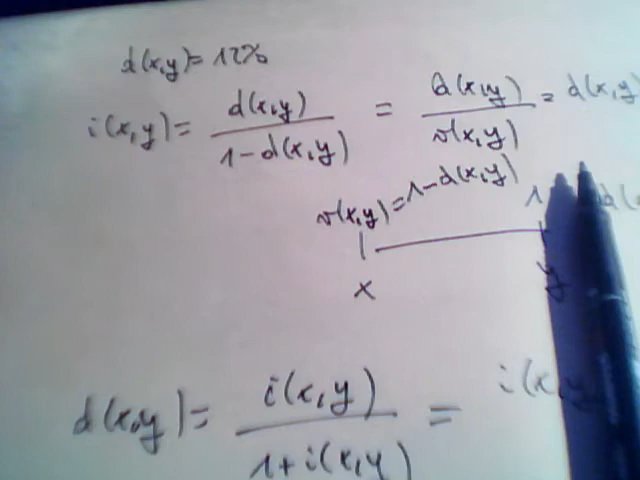 d(x,y)=12%
i(x,y)= d(x,y) / 1-d(x,y) = d(x,y) / v(x,y) = d(x,y)
v(x,y)=1-d(x,y) 1
x y
d(x,y)= i(x,y) / 1+i(x,y) = i(x,y